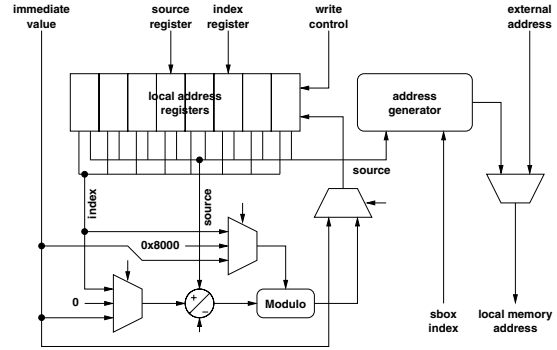 immediate
value
source
register
index
register
write
control
external
address
local address
registers
address
generator
source
index
source
0x8000
0
+
−
Modulo
sbox
index
local memory
address